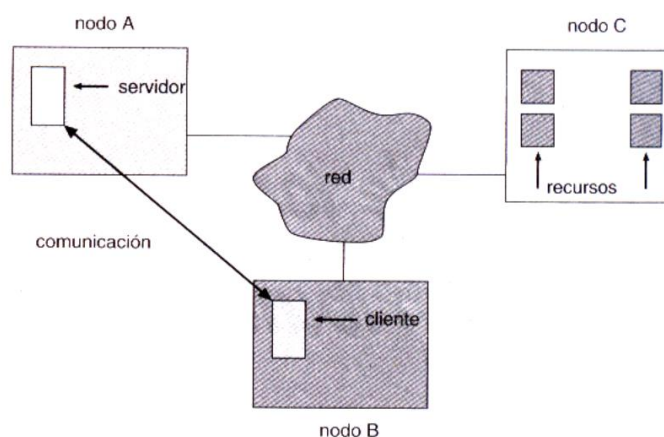 nodo A
nodo C
servidor
red
recursos
comunicación
cliente
nodo B